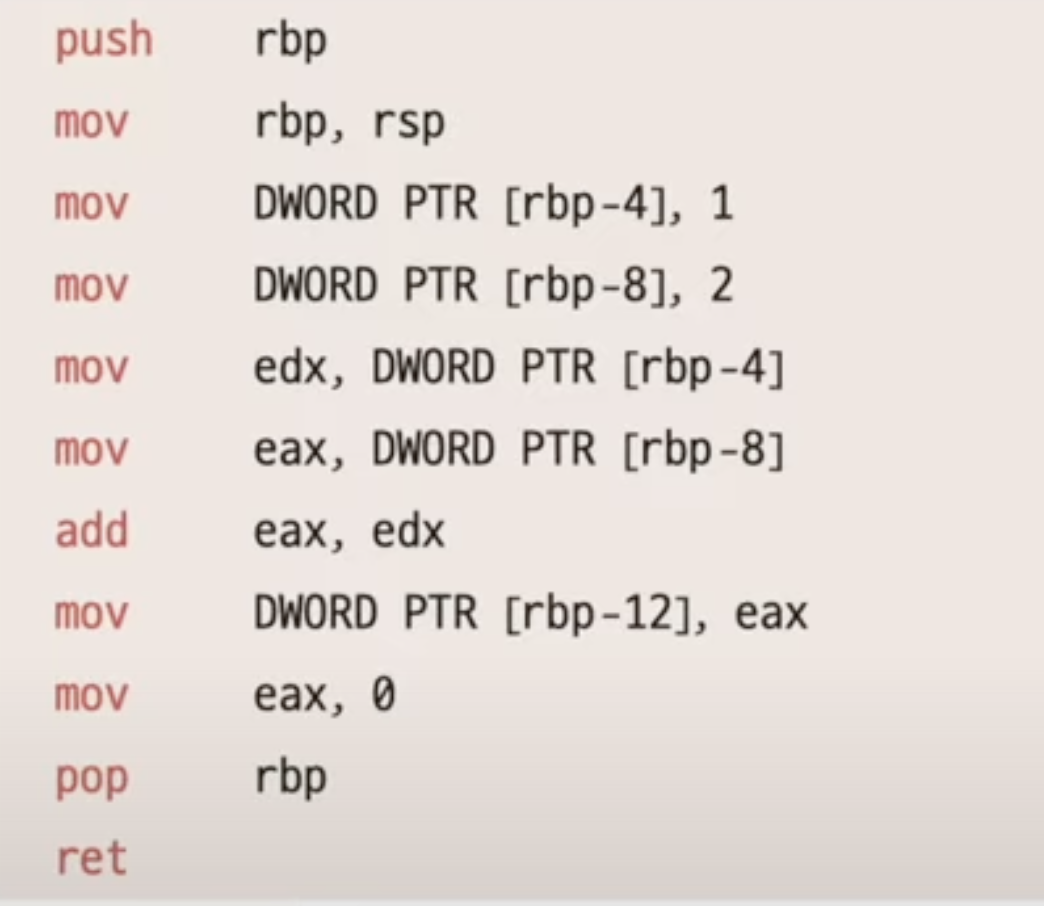 push rbp
mov rbp, rsp
mov DWORD PTR [rbp-4], 1
mov DWORD PTR [rbp-8], 2
mov edx, DWORD PTR [rbp-4]
mov eax, DWORD PTR [rbp-8]
add eax, edx
mov DWORD PTR [rbp-12], eax
mov eax, 0
pop rbp
ret